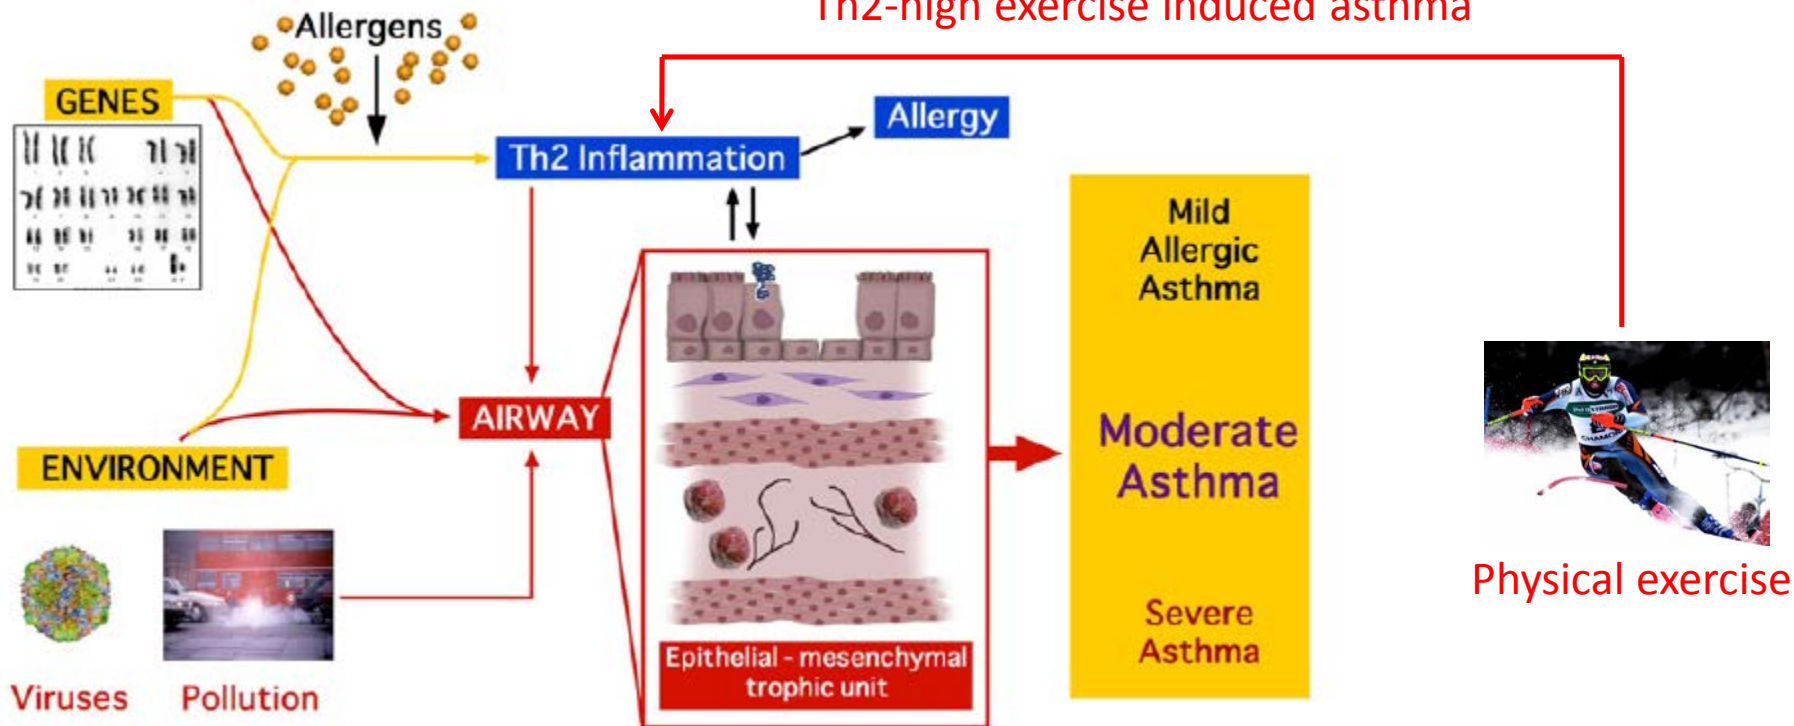 Th2-high exercise induced asthma
Allergens
GENES
Allergy
Th2 Inflammation
Mild
Allergic
Asthma
AIRWAY
Moderate
Asthma
ENVIRONMENT
Physical exercise
Severe
Asthma
Epithelial - mesenchymal
trophic unit
Viruses
Pollution